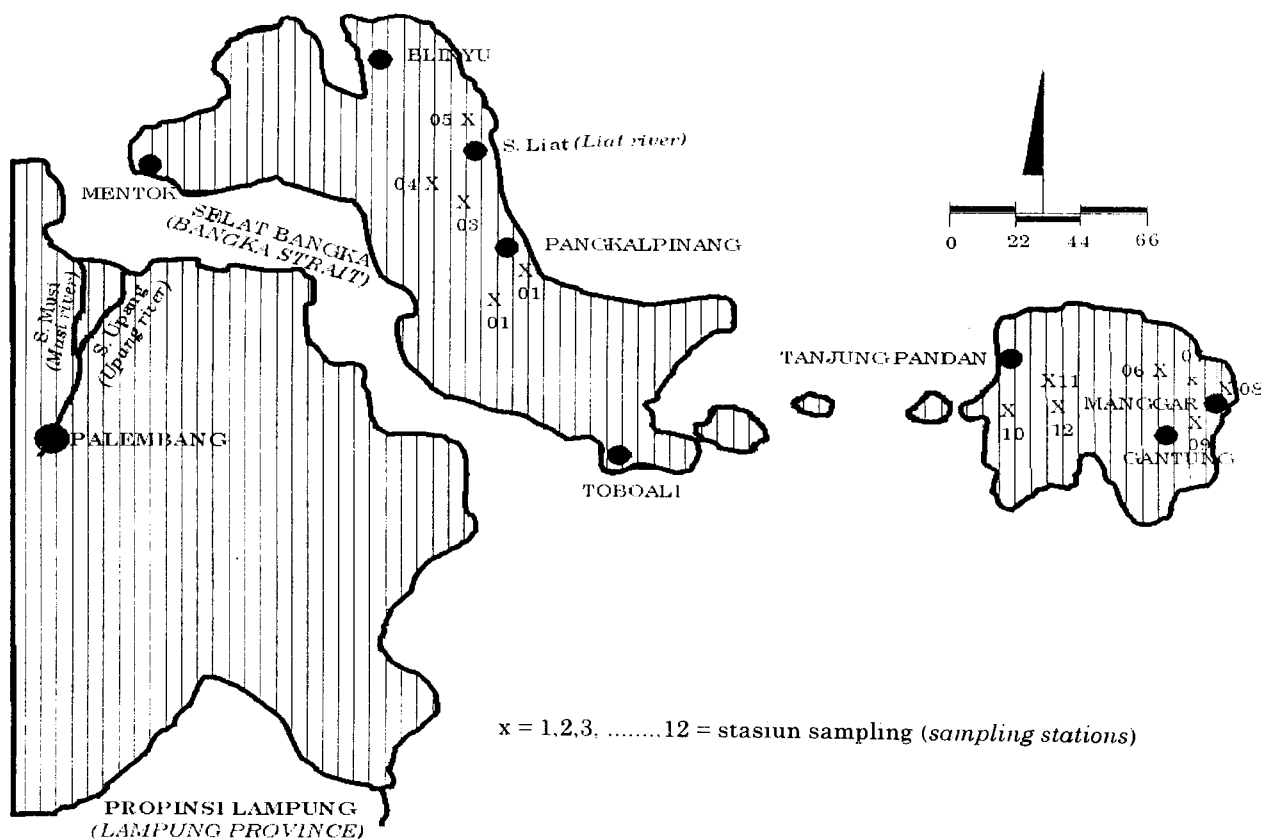 BLINYU
05 X
S. Liat (Liat river)
MENTOK
04 X
X
03
SELAT BANGKA
(BANGKA STRAIT)
PANGKALPINANG
X
01
X
01
0 22 44 66
S. Musi
(Musi river)
S. Upang
(Upang river)
TANJUNG PANDAN
06 X
X11
X 08
MANGGAR
X
10
X
12
X
09
GANTUNG
PALEMBANG
TOBOALI
x = 1,2,3, ........12 = stasiun sampling (sampling stations)
PROPINSI LAMPUNG
(LAMPUNG PROVINCE)